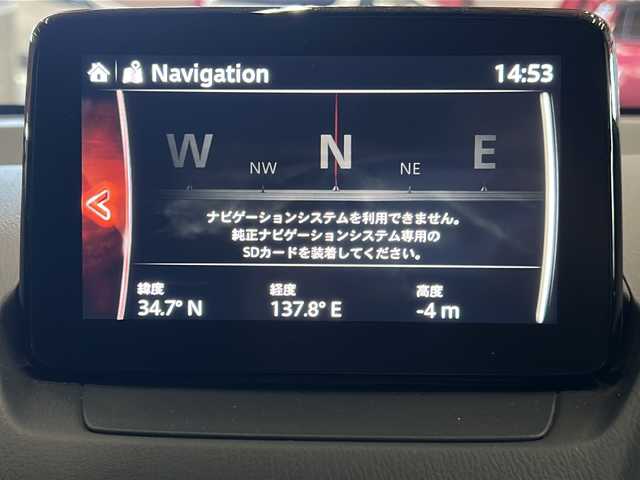 Navigation 14:53
W NW N NE E
ナビゲーションシステムを利用できません。
純正ナビゲーションシステム専用の
SDカードを装着してください。
緯度 経度 高度
34.7° N 137.8° E -4 m